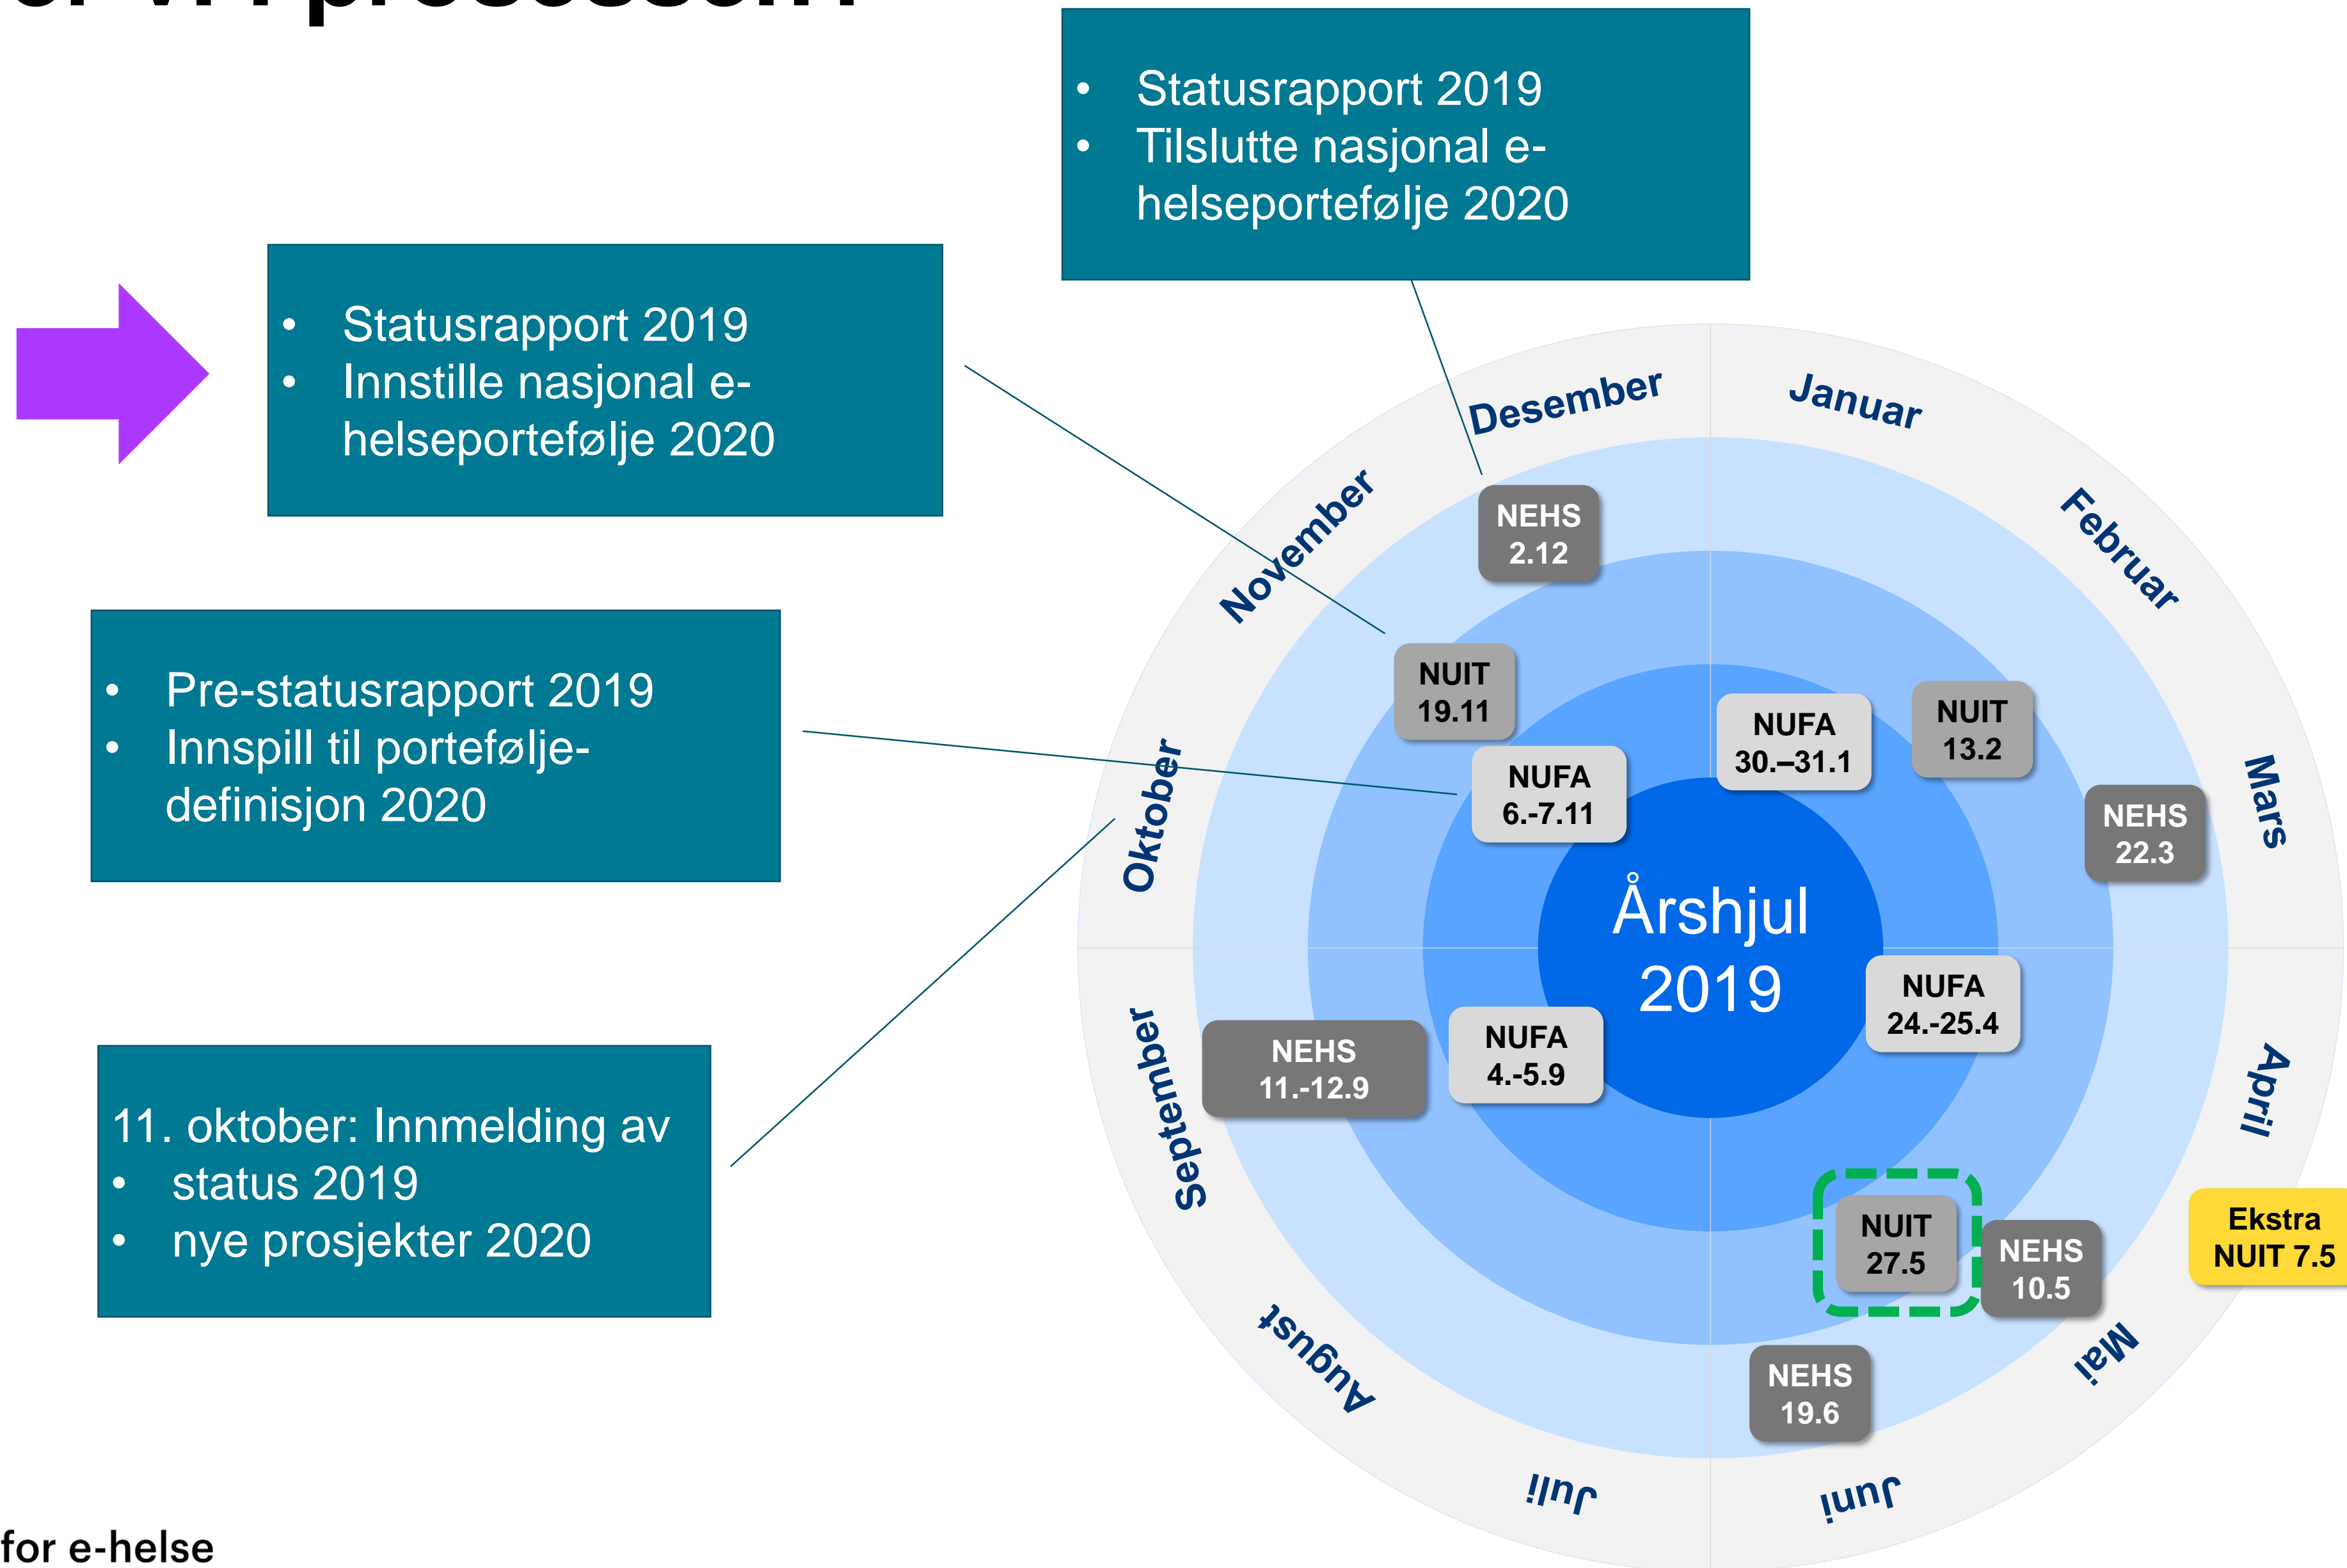 Statusrapport 2019
Tilslutte nasjonal e-
helseportefølje 2020
Statusrapport 2019
Innstille nasjonal e-
helseportefølje 2020
Pre-statusrapport 2019
Innspill til portefølje-
definisjon 2020
11. oktober: Innmelding av
status 2019
nye prosjekter 2020
Desember
Januar
November
Februar
NEHS
2.12
NUIT
19.11
NUFA
30.–31.1
NUIT
13.2
Oktober
NUFA
6.-7.11
Mars
NEHS
22.3
Årshjul
2019
NUFA
24.-25.4
September
NEHS
11.-12.9
NUFA
4.-5.9
April
NUIT
27.5
NEHS
10.5
Ekstra
NUIT 7.5
August
Mai
NEHS
19.6
Juli
Juni
for e-helse